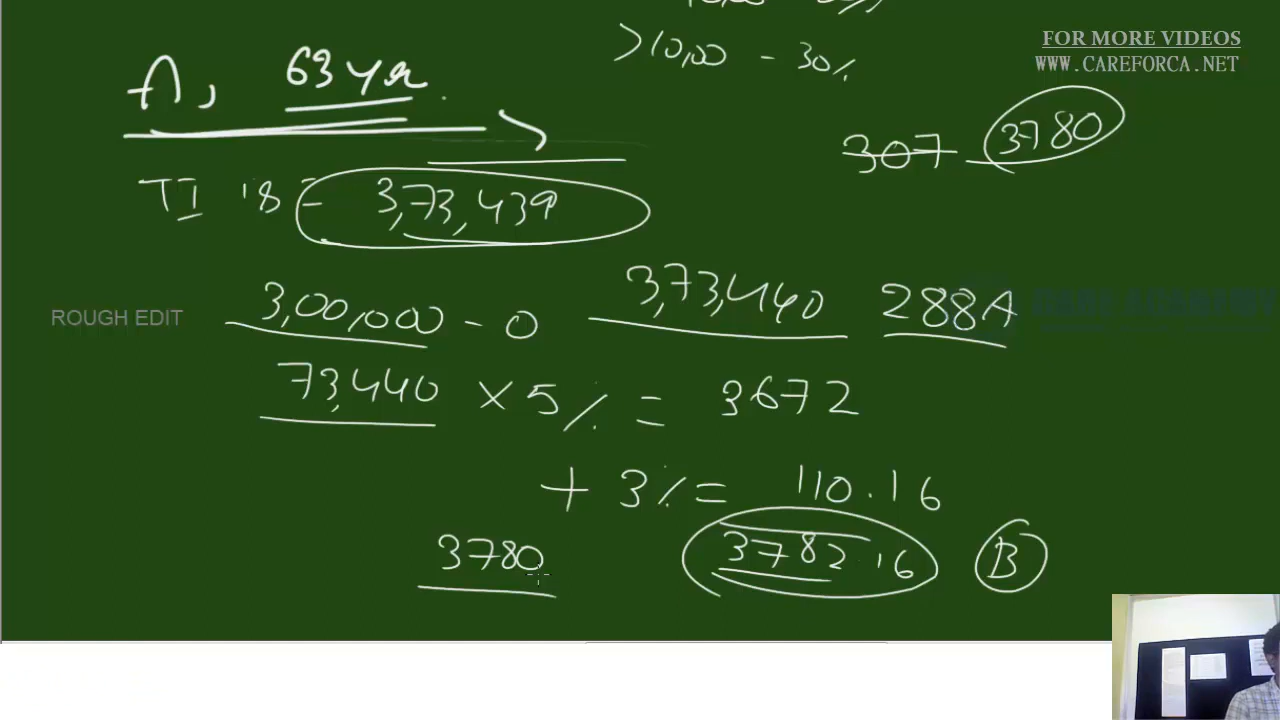 FOR MORE VIDEOS
WWW.CAREFORCA.NET
>10,00 - 30%
A, 63 yr.
307 3780
TI is = 3,73,439
3,73,440 288A
ROUGH EDIT
3,00,000 - 0
73,440 × 5% = 3672
+ 3% = 110.16
3780 3782.16 B